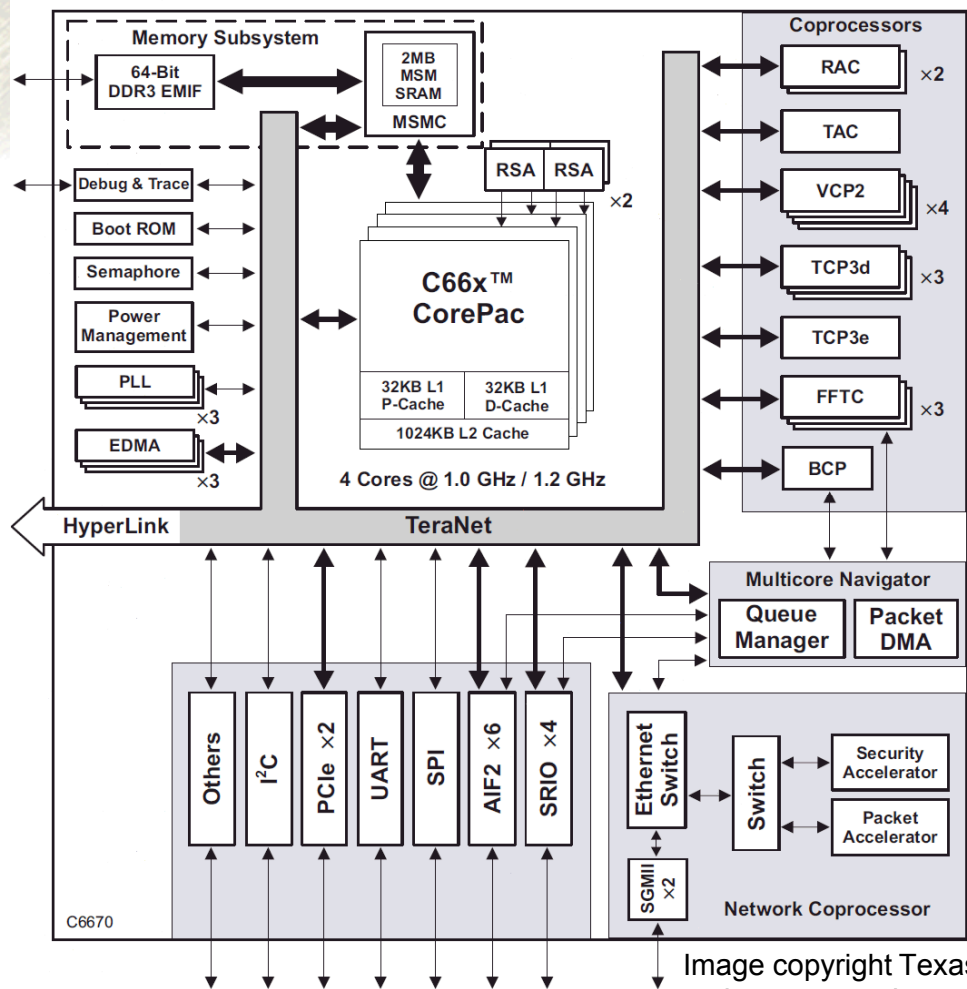 Memory Subsystem
64-Bit
DDR3 EMIF
2MB
MSM
SRAM
MSMC
Debug & Trace
Boot ROM
Semaphore
Power
Management
PLL
×3
EDMA
×3
RSA
RSA
×2
C66x™
CorePac
32KB L1
P-Cache
32KB L1
D-Cache
1024KB L2 Cache
4 Cores @ 1.0 GHz / 1.2 GHz
HyperLink
TeraNet
Coprocessors
RAC
×2
TAC
VCP2
×4
TCP3d
×3
TCP3e
FFTC
×3
BCP
Multicore Navigator
Queue
Manager
Packet
DMA
Others
I²C
PCIe ×2
UART
SPI
AIF2 ×6
SRIO ×4
Ethernet
Switch
Switch
Security
Accelerator
Packet
Accelerator
SGMII
×2
Network Coprocessor
C6670
Image copyright Texas